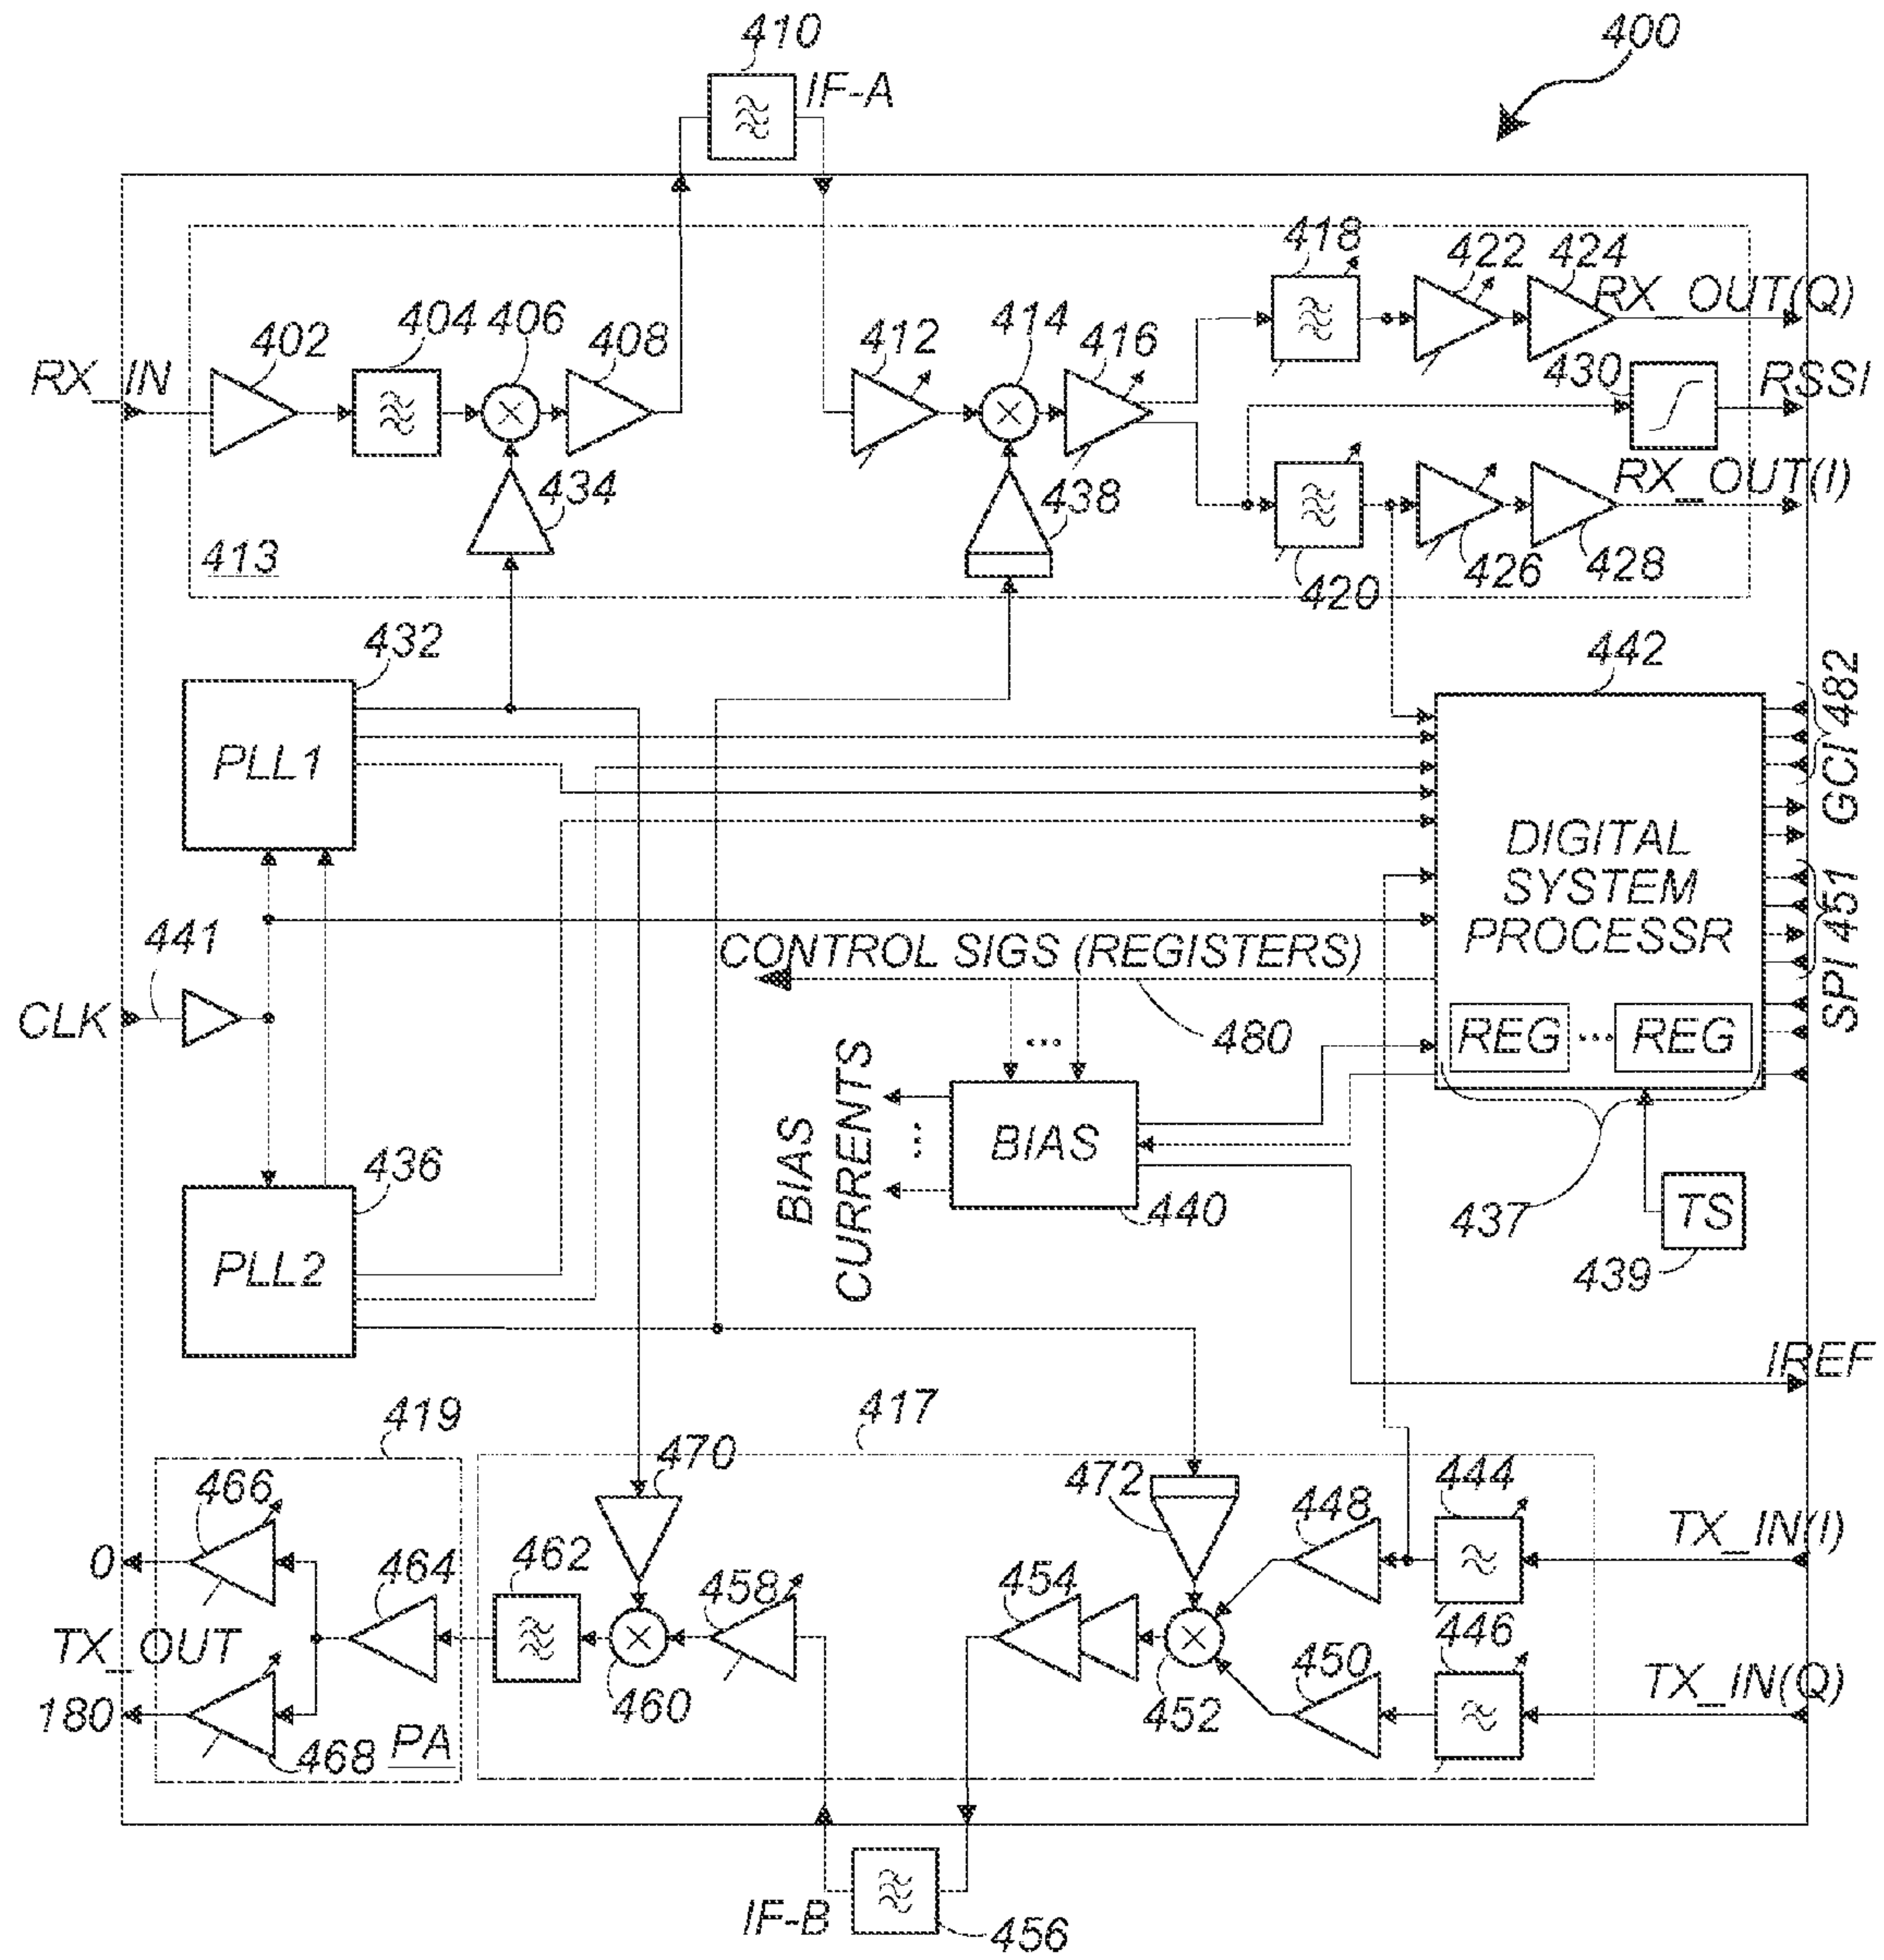 410
400
IF-A
418
422
424
RX_OUT(Q)
402
404
406
408
412
414
416
430
RSSI
RX_IN
434
438
RX_OUT(I)
413
420
426
428
432
442
GCI 482
PLL1
DIGITAL
SYSTEM
PROCESSR
SPI 451
441
CONTROL SIGS (REGISTERS)
CLK
480
...
REG ... REG
BIAS
CURRENTS
...
BIAS
436
440
437
TS
439
PLL2
IREF
419
417
466
470
472
448
444
TX_IN(I)
0
462
464
458
454
446
TX_OUT
460
452
450
TX_IN(Q)
180
468
PA
IF-B
456